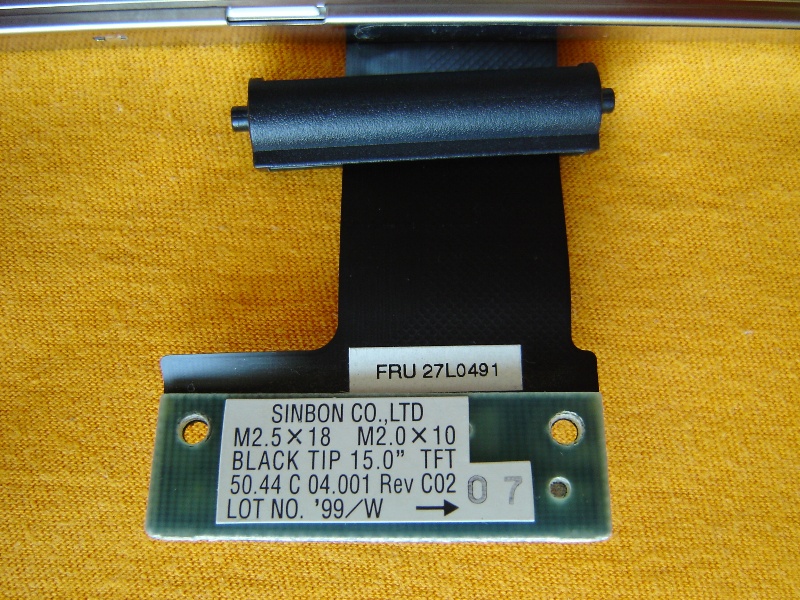 FRU 27L0491
SINBON CO.,LTD
M2.5×18 M2.0×10
BLACK TIP 15.0” TFT
50.44 C 04.001 Rev C02
LOT NO. ’99/W → 07